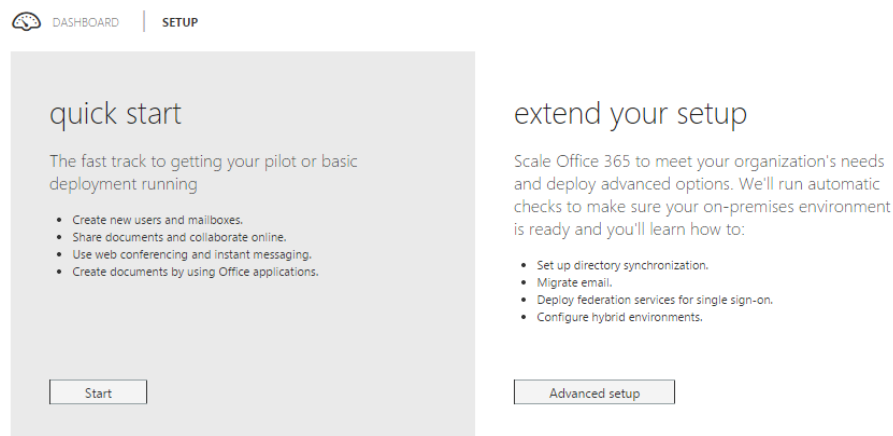 DASHBOARD SETUP
quick start
The fast track to getting your pilot or basic
deployment running
• Create new users and mailboxes.
• Share documents and collaborate online.
• Use web conferencing and instant messaging.
• Create documents by using Office applications.
Start
extend your setup
Scale Office 365 to meet your organization's needs
and deploy advanced options. We'll run automatic
checks to make sure your on-premises environment
is ready and you'll learn how to:
• Set up directory synchronization.
• Migrate email.
• Deploy federation services for single sign-on.
• Configure hybrid environments.
Advanced setup